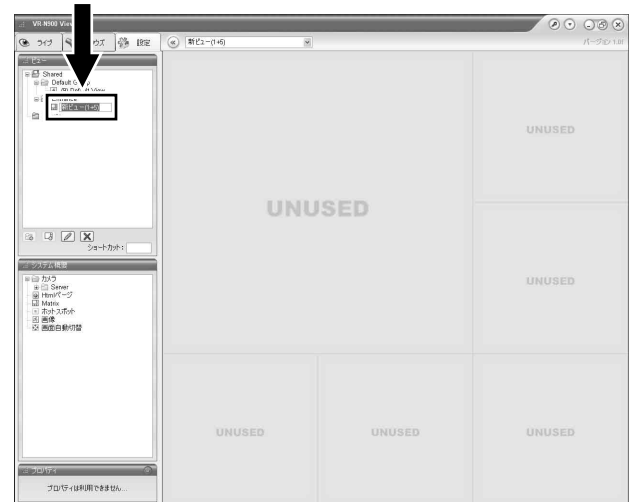 VR-N900 View
ライブ
設定
新ビュー(1+5)
バージョン 1.01
ビュー
Shared
Default Group
新ビュー(1+5)
ショートカット:
システム概要
カメラ
Server
Htmlページ
Matrix
ホットスポット
画像
画面自動切替
プロパティ
プロパティは利用できません...
UNUSED
UNUSED
UNUSED
UNUSED
UNUSED
UNUSED